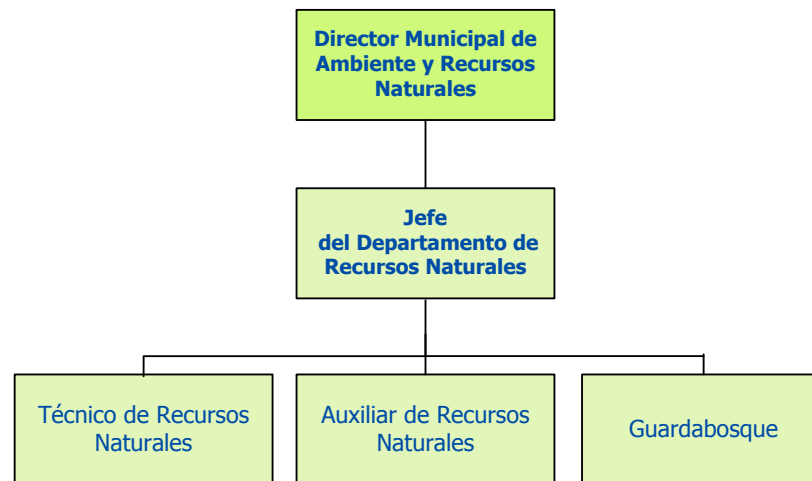 Director Municipal de
Ambiente y Recursos
Naturales
Jefe
del Departamento de
Recursos Naturales
Técnico de Recursos
Naturales
Auxiliar de Recursos
Naturales
Guardabosque